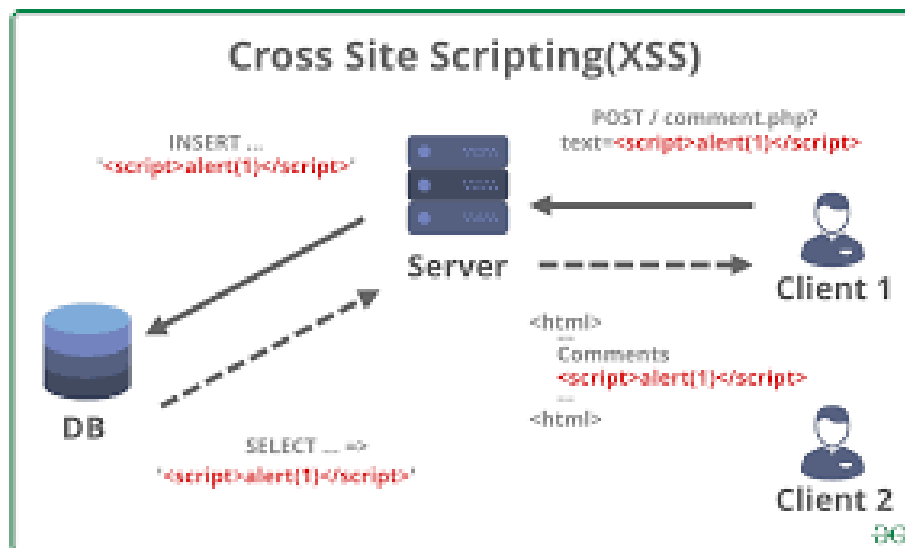 Cross Site Scripting(XSS)
POST / comment.php?
text=<script>alert(1)</script>
INSERT ...
'<script>alert(1)</script>'
Server
Client 1
<html>
...
Comments
<script>alert(1)</script>
...
<html>
DB
SELECT ... =>
'<script>alert(1)</script>'
Client 2